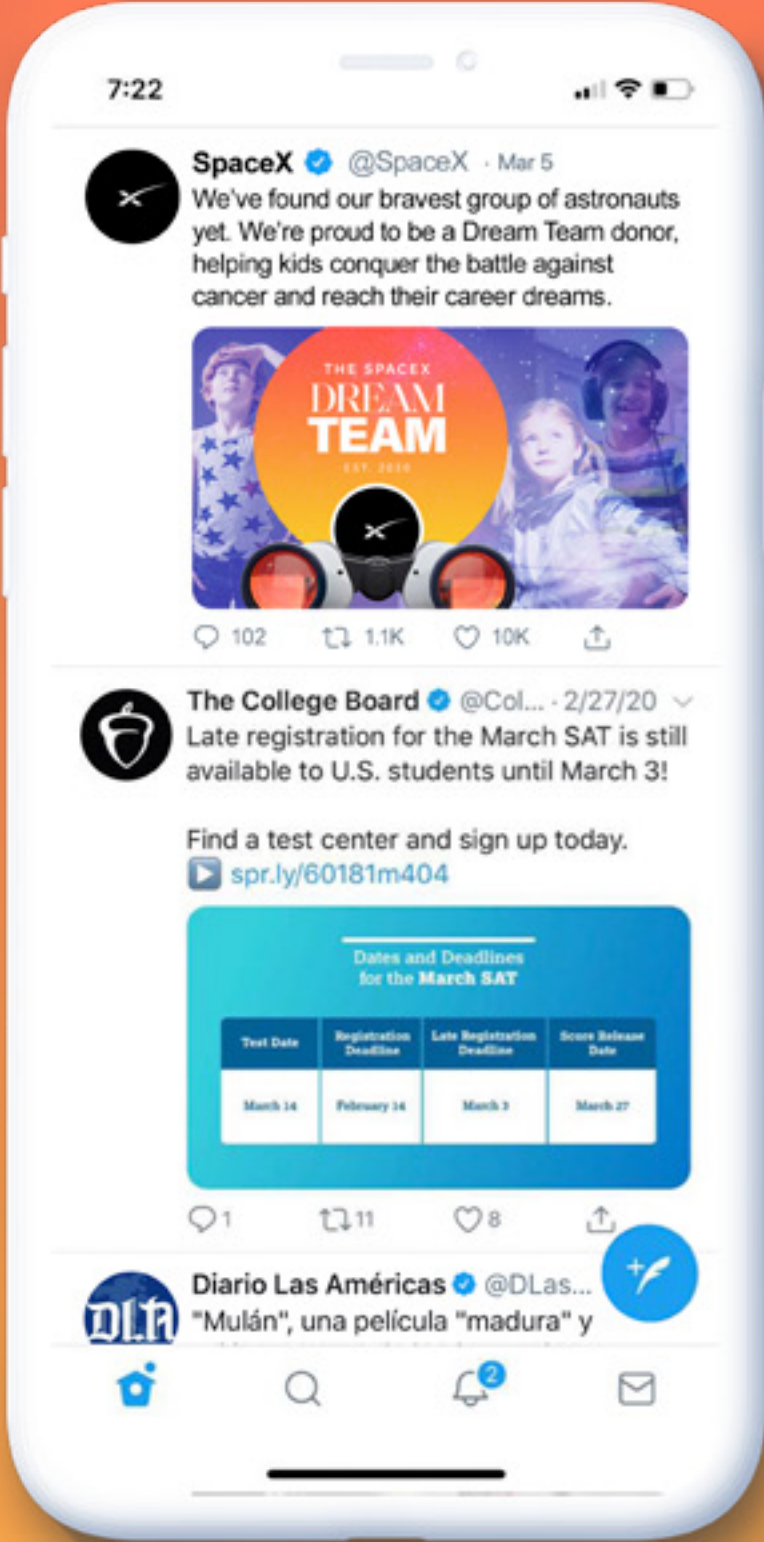 7:22
SpaceX @SpaceX · Mar 5
We've found our bravest group of astronauts
yet. We're proud to be a Dream Team donor,
helping kids conquer the battle against
cancer and reach their career dreams.
THE SPACEX
DREAM
TEAM
EST. 2020
102 1.1K 10K
The College Board @Col... · 2/27/20
Late registration for the March SAT is still
available to U.S. students until March 3!
Find a test center and sign up today.
spr.ly/60181m404
Dates and Deadlines
for the March SAT
Test Date Registration Deadline Late Registration Deadline Score Release Date
March 14 February 14 March 3 March 27
1 11 8
Diario Las Américas @DLas...
DLA
"Mulán", una película "madura" y
2